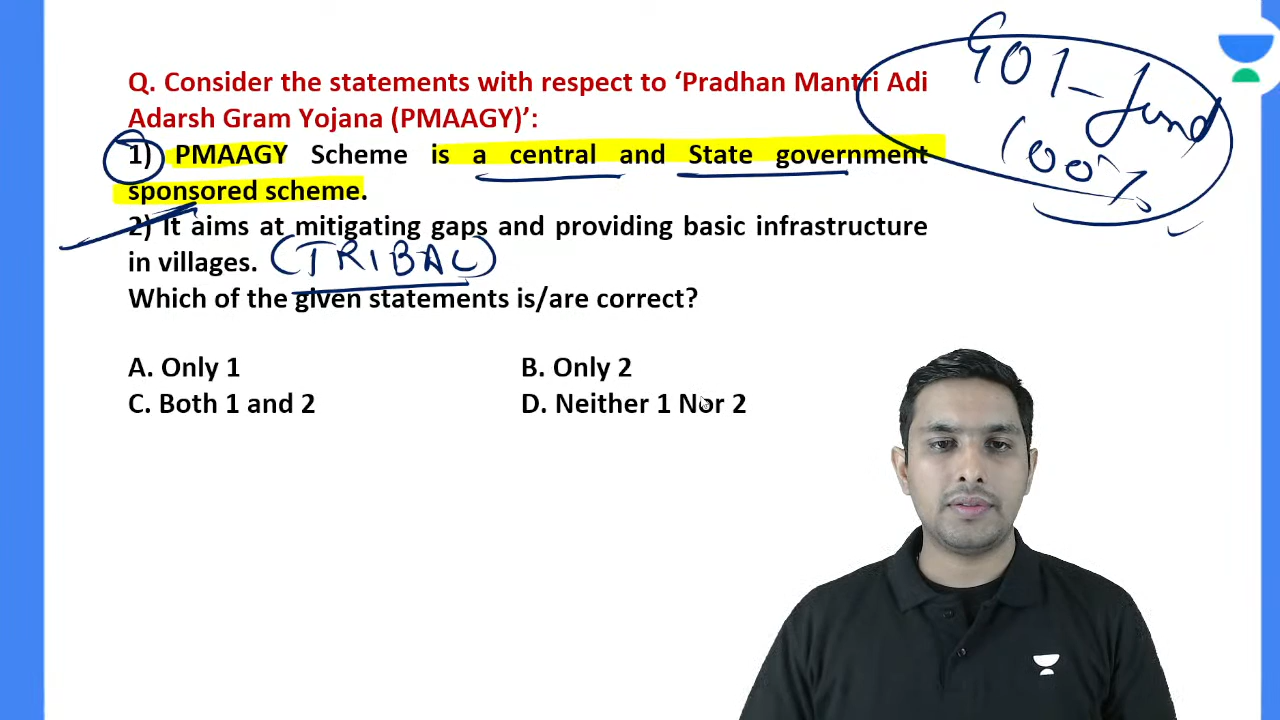 Q. Consider the statements with respect to ‘Pradhan Mantri Adi
Adarsh Gram Yojana (PMAAGY)’:
1) PMAAGY Scheme is a central and State government
sponsored scheme.
2) It aims at mitigating gaps and providing basic infrastructure
in villages. (TRIBAL)
Which of the given statements is/are correct?
A. Only 1
B. Only 2
C. Both 1 and 2
D. Neither 1 Nor 2
GOI - fund
100%